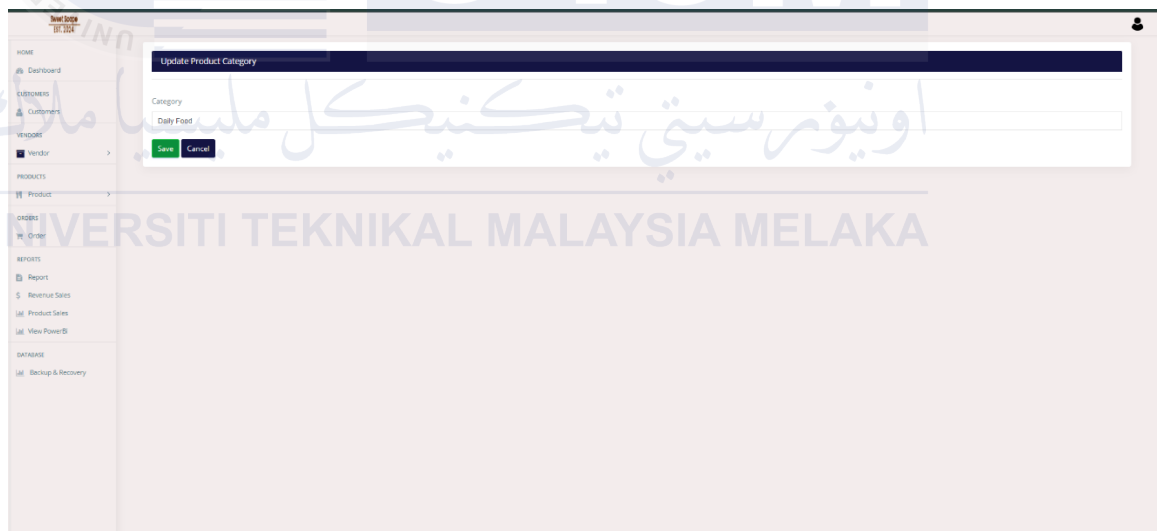 Tweet Scope
EST. 2024
HOME
Dashboard
CUSTOMERS
Customers
VENDORS
Vendor
PRODUCTS
Product
ORDERS
Order
REPORTS
Report
Revenue Sales
Product Sales
View PowerBi
DATABASE
Backup & Recovery
Update Product Category
Category
Daily Food
Save Cancel
اونيۏرسيتي تيكنيكل مليسيا ملاك
UNIVERSITI TEKNIKAL MALAYSIA MELAKA